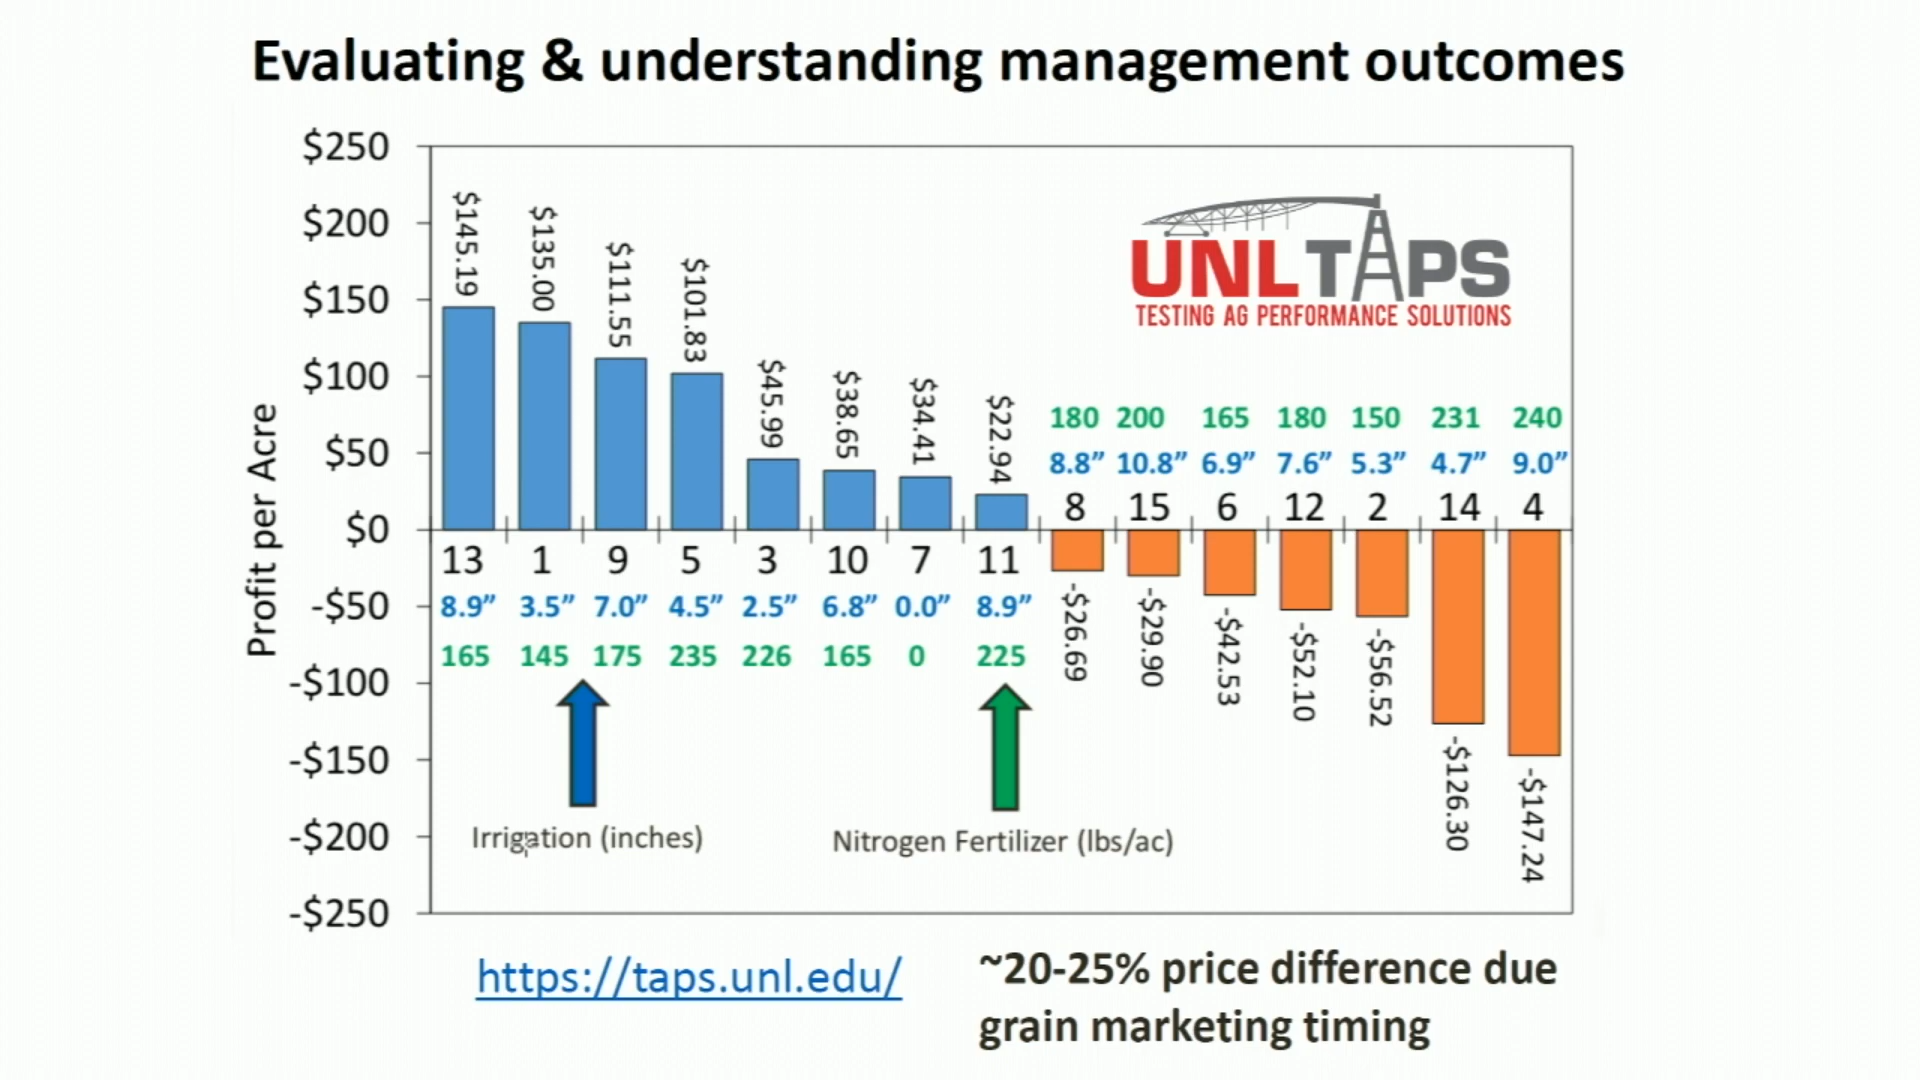 Evaluating & understanding management outcomes
Profit per Acre
$250
$200
$150
$100
$50
$0
-$50
-$100
-$150
-$200
-$250
$145.19
$135.00
$111.55
$101.83
$45.99
$38.65
$34.41
$22.94
UNL TAPS
TESTING AG PERFORMANCE SOLUTIONS
180 200 165 180 150 231 240
8.8” 10.8” 6.9” 7.6” 5.3” 4.7” 9.0”
8 15 6 12 2 14 4
13 1 9 5 3 10 7 11
8.9” 3.5” 7.0” 4.5” 2.5” 6.8” 0.0” 8.9”
165 145 175 235 226 165 0 225
-$26.69
-$29.90
-$42.53
-$52.10
-$56.52
-$126.30
-$147.24
Irrigation (inches)
Nitrogen Fertilizer (lbs/ac)
https://taps.unl.edu/
~20-25% price difference due
grain marketing timing